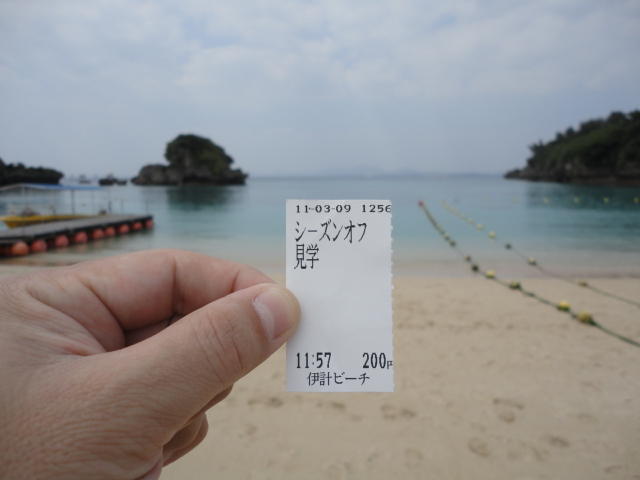 11-03-09 1256
シーズンオフ
見学
11:57 200円
伊計ビーチ